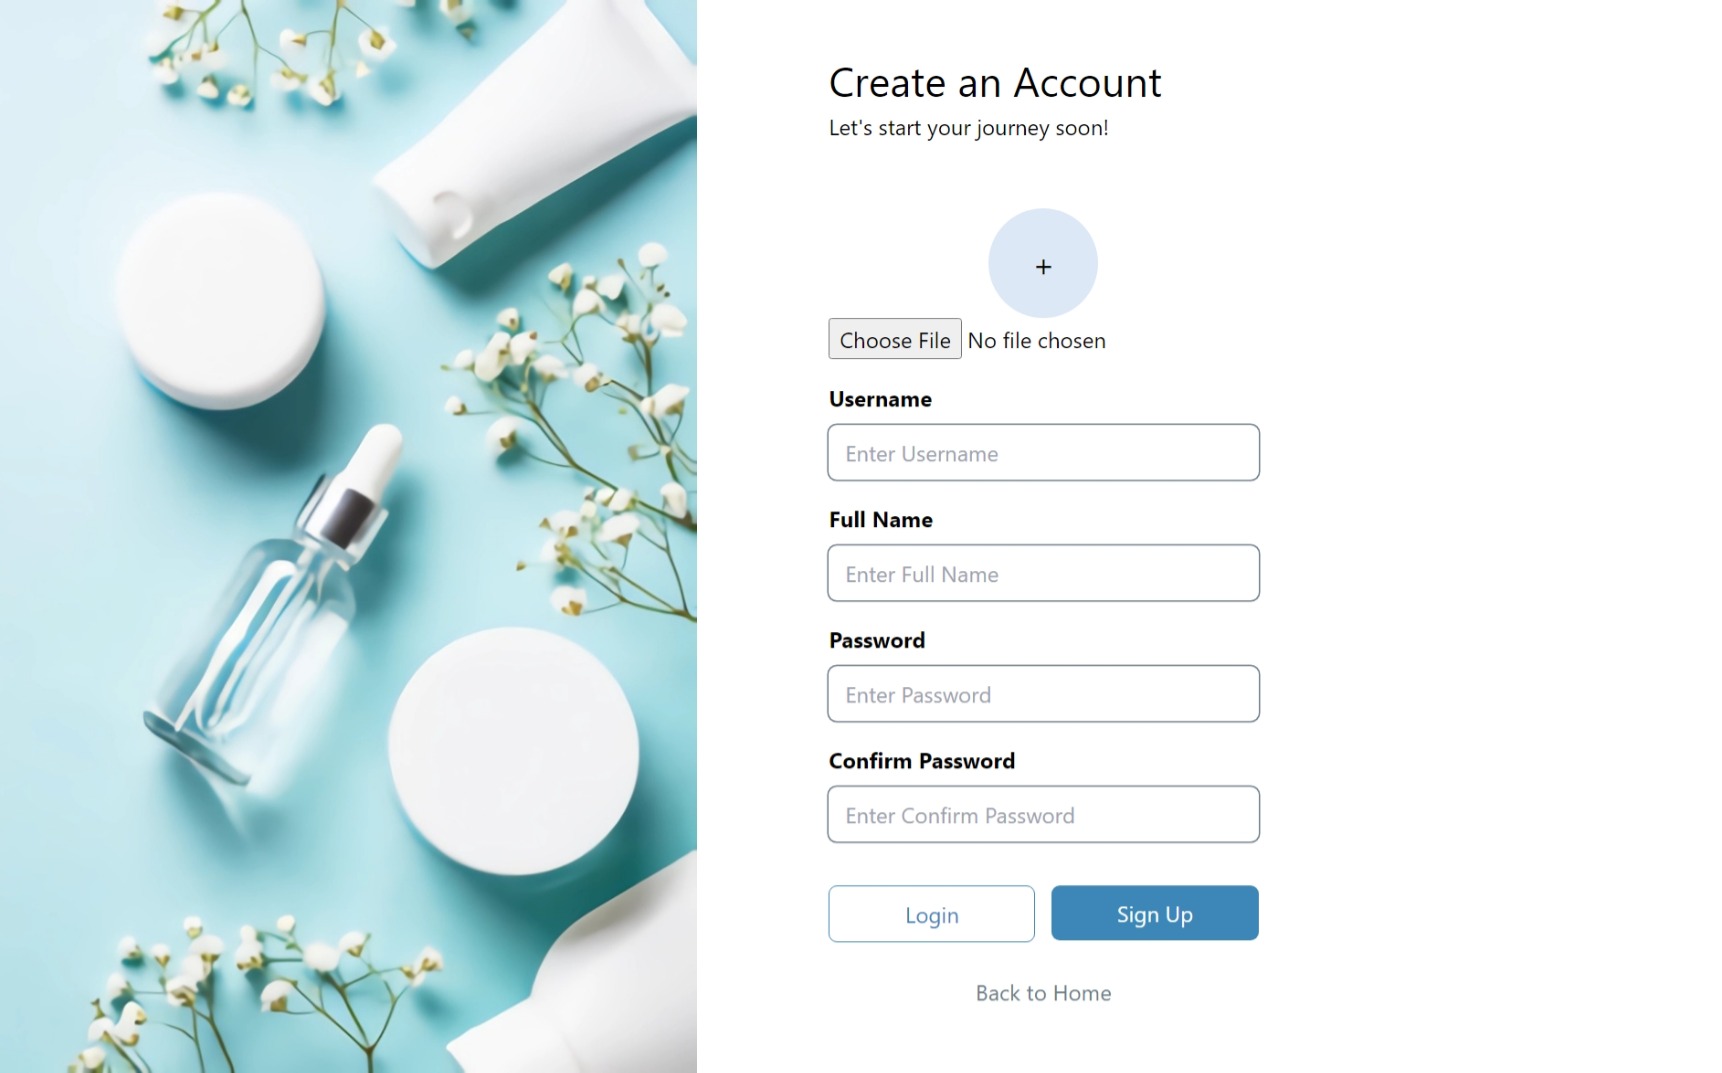 Create an Account
Let's start your journey soon!
+
Choose File No file chosen
Username
Enter Username
Full Name
Enter Full Name
Password
Enter Password
Confirm Password
Enter Confirm Password
Login Sign Up
Back to Home